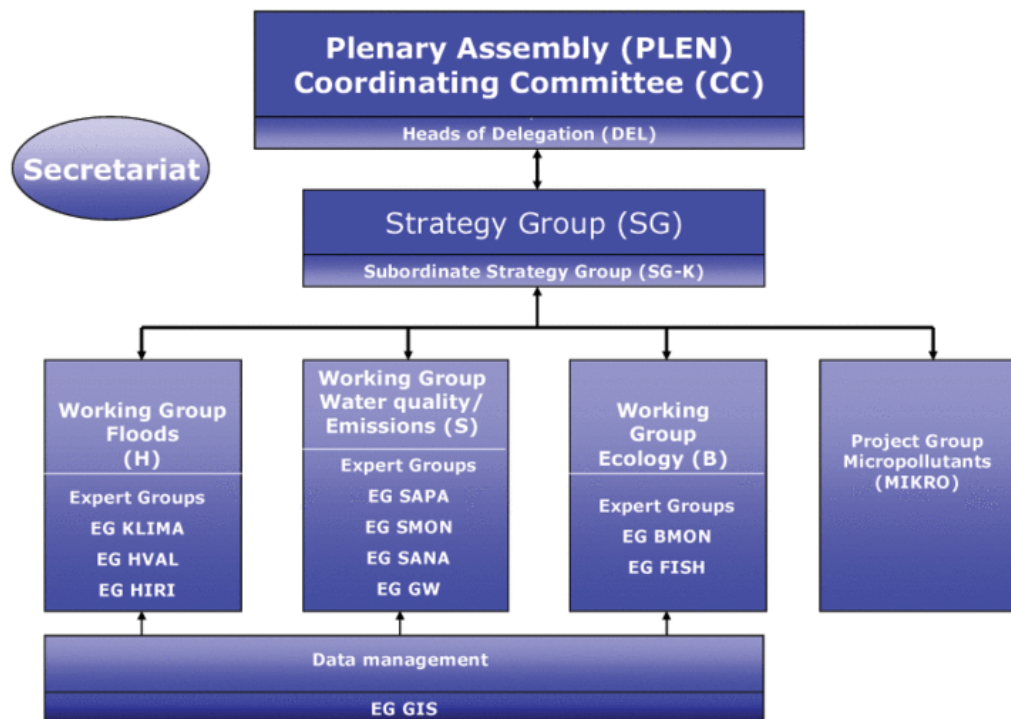 Plenary Assembly (PLEN)
Coordinating Committee (CC)
Heads of Delegation (DEL)
Secretariat
Strategy Group (SG)
Subordinate Strategy Group (SG-K)
Working Group
Floods
(H)
Expert Groups
EG KLIMA
EG HVAL
EG HIRI
Working Group
Water quality/
Emissions (S)
Expert Groups
EG SAPA
EG SMON
EG SANA
EG GW
Working
Group
Ecology (B)
Expert Groups
EG BMON
EG FISH
Project Group
Micropollutants
(MIKRO)
Data management
EG GIS